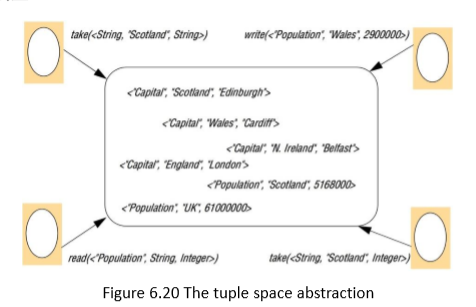 take(<String, "Scotland", String>)
write(<"Population", "Wales", 2900000>)
<"Capital", "Scotland", "Edinburgh">
<"Capital", "Wales", "Cardiff">
<"Capital", "N. Ireland", "Belfast">
<"Capital", "England", "London">
<"Population", "Scotland", 5168000>
<"Population", "UK", 61000000>
read(<"Population", String, Integer>)
take(<String, "Scotland", Integer>)
Figure 6.20 The tuple space abstraction